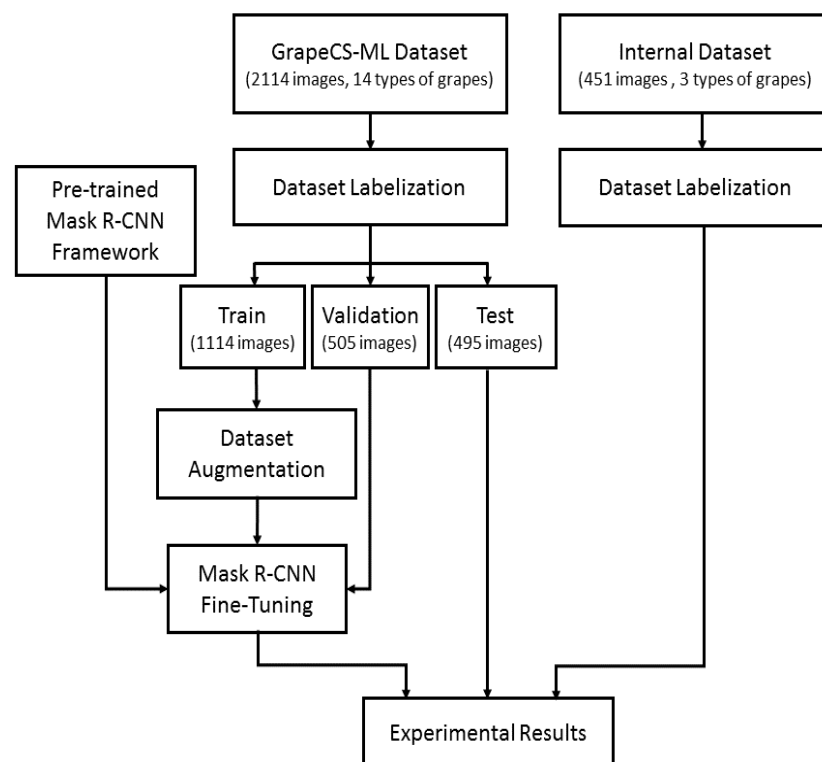 GrapeCS-ML Dataset
(2114 images, 14 types of grapes)
Internal Dataset
(451 images , 3 types of grapes)
Pre-trained
Mask R-CNN
Framework
Dataset Labelization
Dataset Labelization
Train
(1114 images)
Validation
(505 images)
Test
(495 images)
Dataset
Augmentation
Mask R-CNN
Fine-Tuning
Experimental Results